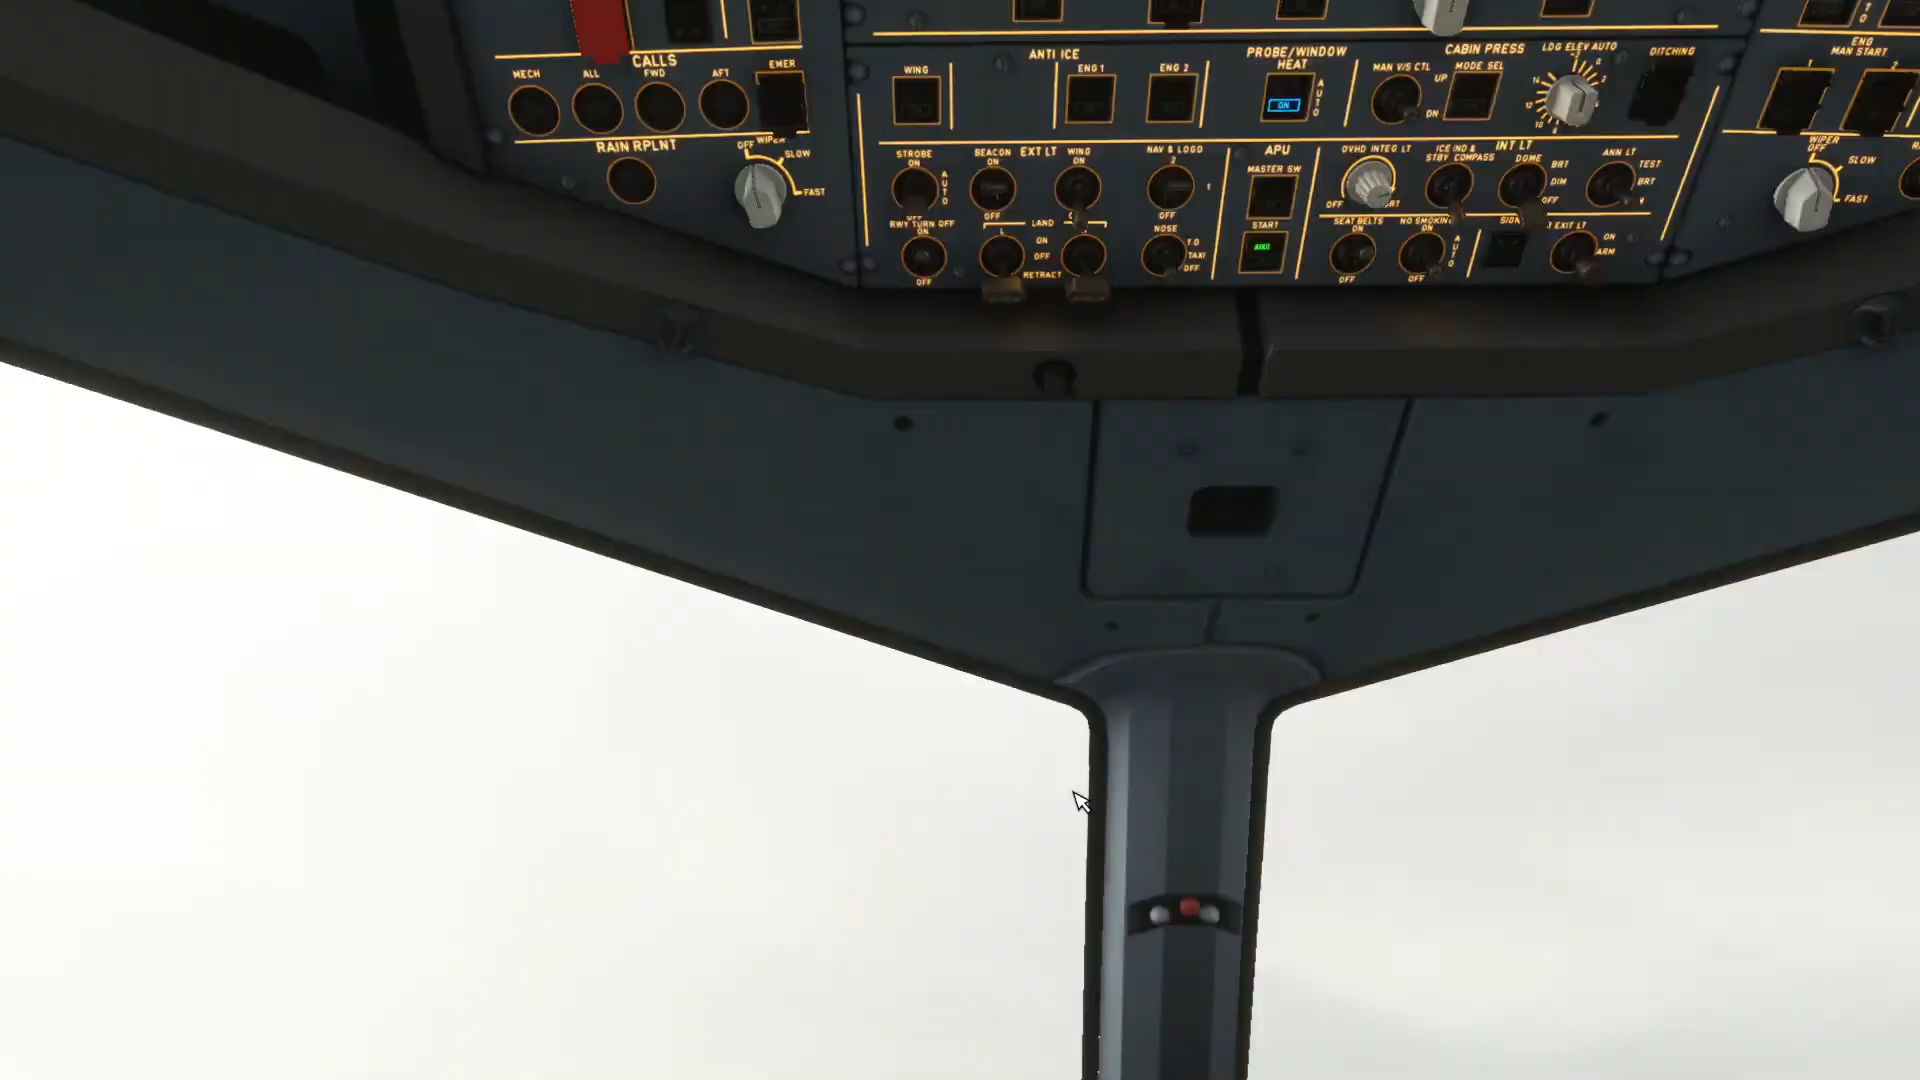 CALLS
MECH ALL FWD AFT EMER
RAIN RPLNT
WIPER
OFF SLOW FAST
ANTI ICE
WING ENG 1 ENG 2
PROBE/WINDOW
HEAT
AUTO
ON
CABIN PRESS
MAN V/S CTL MODE SEL LDG ELEV AUTO
UP
DN
DITCHING
ENG
MAN START
1 2
WIPER
OFF SLOW FAST
EXT LT
STROBE BEACON WING NAV & LOGO
ON ON ON 2
AUTO 1
OFF OFF OFF
RWY TURN OFF LAND NOSE
ON L ON T.O
OFF TAXI
OFF RETRACT OFF
APU
MASTER SW
START
AVAIL
INT LT
OVHD INTEG LT ICE IND & STBY COMPASS DOME ANN LT
OFF BRT
BRT DIM OFF
TEST BRT
SEAT BELTS NO SMOKING
ON ON AUTO
OFF OFF
EXIT LT
ON
ARM